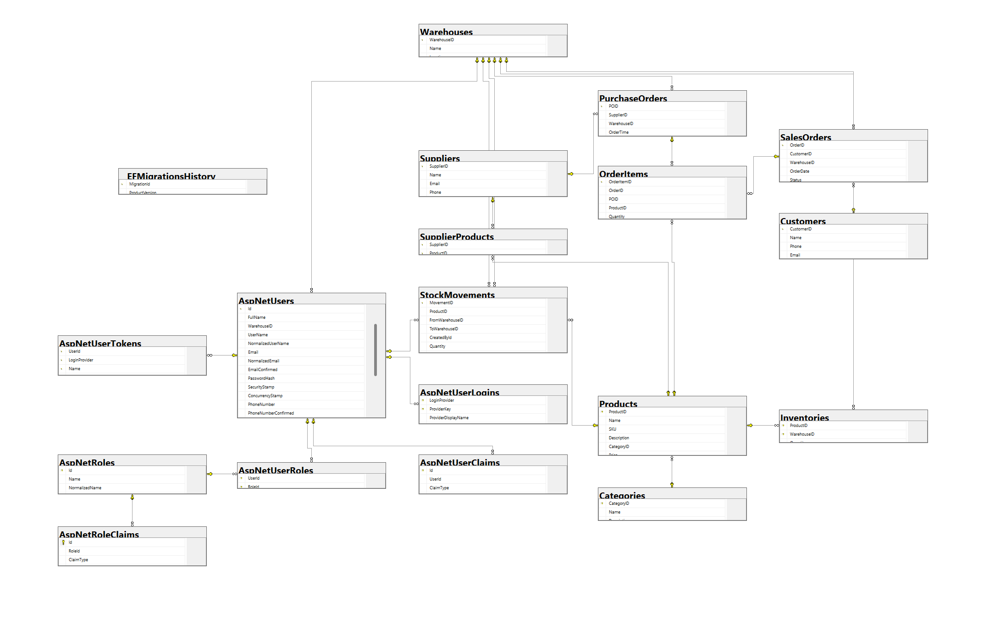 Warehouses
WarehouseID
Name
PurchaseOrders
POID
SupplierID
WarehouseID
OrderTime
SalesOrders
OrderID
CustomerID
WarehouseID
OrderDate
Status
Suppliers
SupplierID
Name
Email
Phone
EFMigrationsHistory
MigrationId
ProductVersion
OrderItems
OrderItemID
OrderID
POID
ProductID
Quantity
Customers
CustomerID
Name
Phone
Email
SupplierProducts
SupplierID
ProductID
StockMovements
MovementID
ProductID
FromWarehouseID
ToWarehouseID
CreatedById
Quantity
AspNetUsers
Id
FullName
WarehouseID
UserName
NormalizedUserName
Email
NormalizedEmail
EmailConfirmed
PasswordHash
SecurityStamp
ConcurrencyStamp
PhoneNumber
PhoneNumberConfirmed
AspNetUserTokens
UserId
LoginProvider
Name
AspNetUserLogins
LoginProvider
ProviderKey
ProviderDisplayName
Products
ProductID
Name
SKU
Description
CategoryID
Price
Inventories
ProductID
WarehouseID
AspNetRoles
Id
Name
NormalizedName
AspNetUserRoles
UserId
RoleId
AspNetUserClaims
Id
UserId
ClaimType
Categories
CategoryID
Name
AspNetRoleClaims
Id
RoleId
ClaimType